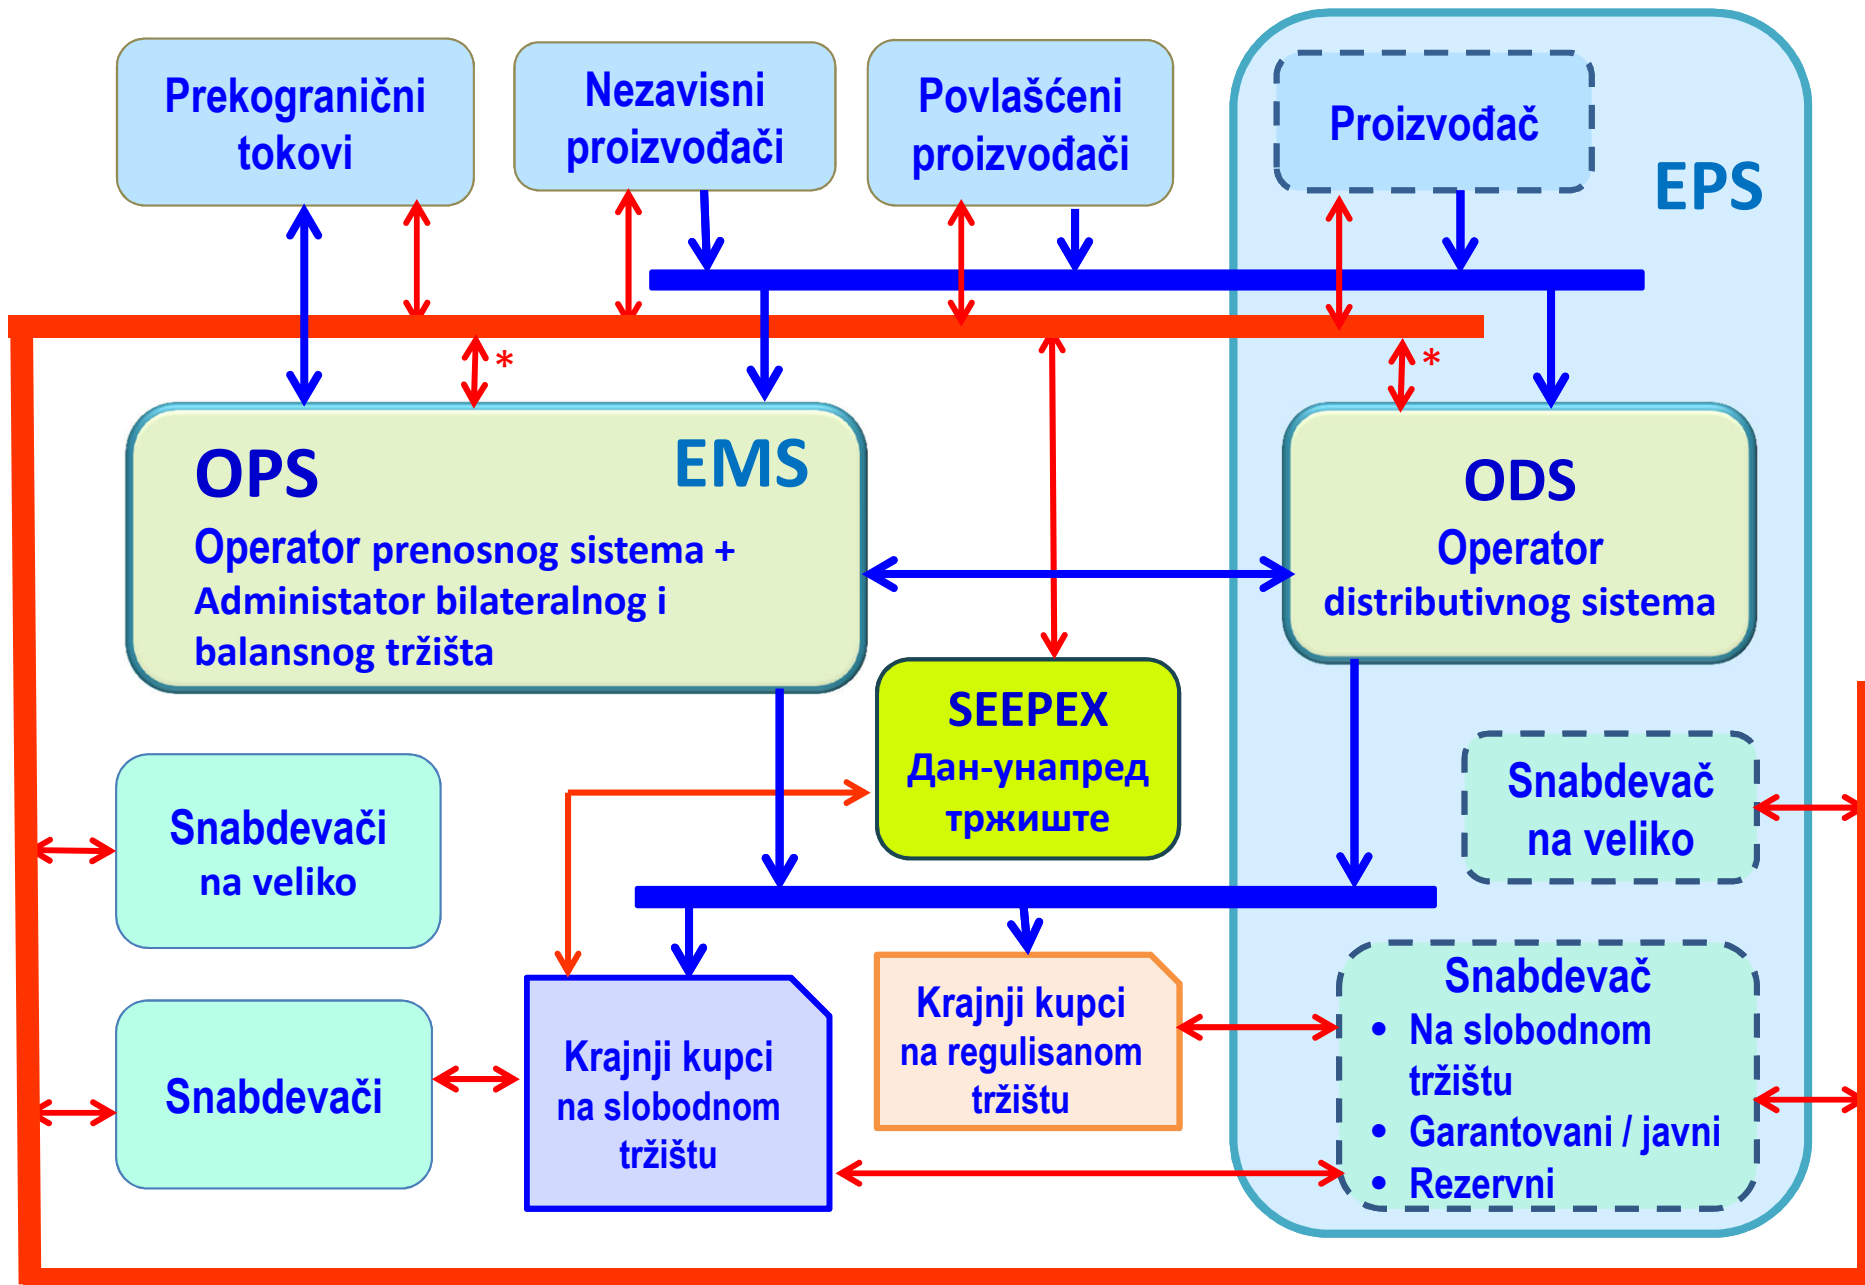 Prekogranični
tokovi
Nezavisni
proizvođači
Povlašćeni
proizvođači
Proizvođač
EPS
*
*
OPS
EMS
Operator prenosnog sistema +
Administator bilateralnog i
balansnog tržišta
ODS
Operator
distributivnog sistema
SEEPEX
Дан-унапред
тржиште
Snabdevači
na veliko
Snabdevač
na veliko
Snabdevači
Krajnji kupci
na slobodnom
tržištu
Krajnji kupci
na regulisanom
tržištu
Snabdevač
• Na slobodnom
tržištu
• Garantovani / javni
• Rezervni